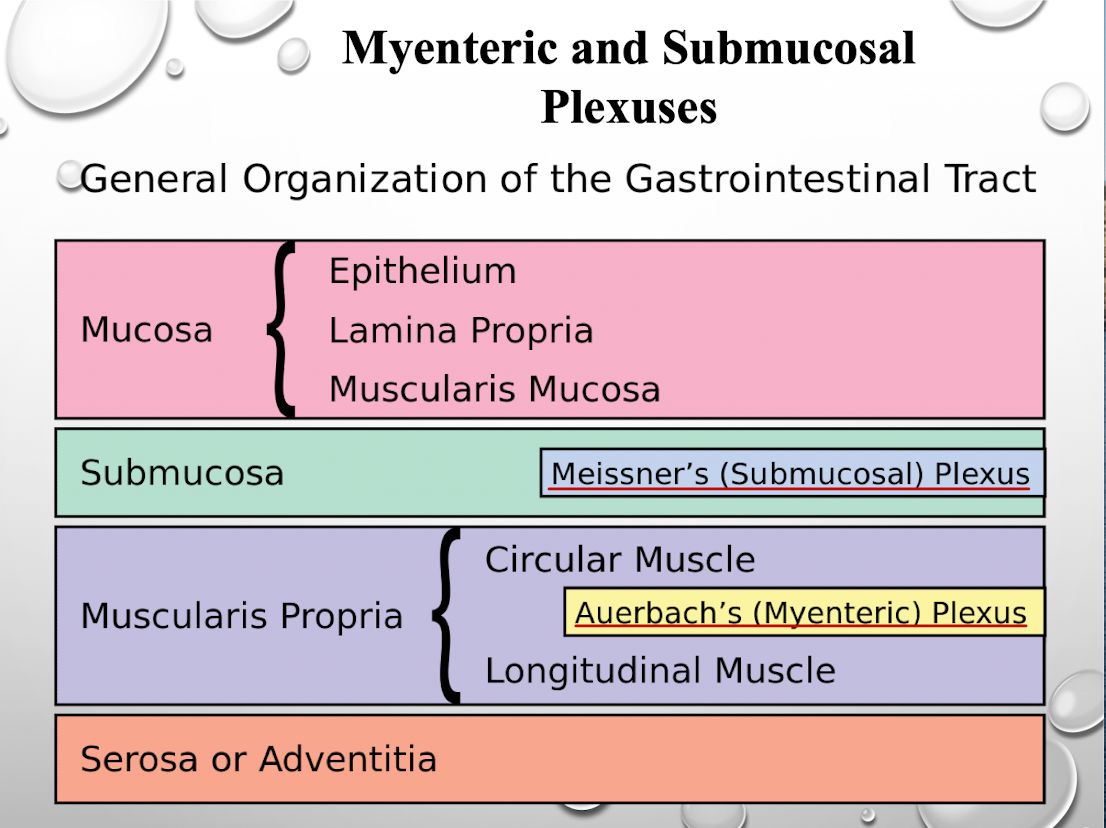 Myenteric and Submucosal
Plexuses
General Organization of the Gastrointestinal Tract
Mucosa
Epithelium
Lamina Propria
Muscularis Mucosa
Submucosa
Meissner’s (Submucosal) Plexus
Muscularis Propria
Circular Muscle
Auerbach’s (Myenteric) Plexus
Longitudinal Muscle
Serosa or Adventitia